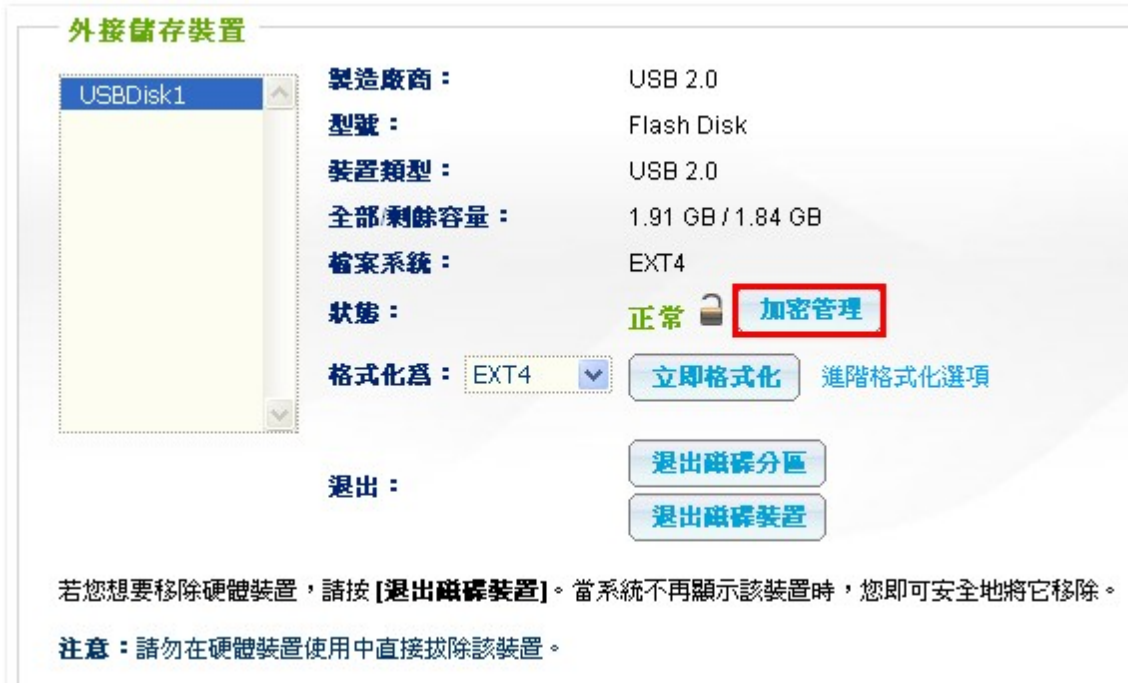 外接儲存裝置
USBDisk1
製造廠商： USB 2.0
型號： Flash Disk
裝置類型： USB 2.0
全部/剩餘容量： 1.91 GB / 1.84 GB
檔案系統： EXT4
狀態： 正常 加密管理
格式化為： EXT4 立即格式化 進階格式化選項
退出磁碟分區
退出：
退出磁碟裝置
若您想要移除硬體裝置，請按 [退出磁碟裝置]。當系統不再顯示該裝置時，您即可安全地將它移除。
注意：請勿在硬體裝置使用中直接拔除該裝置。